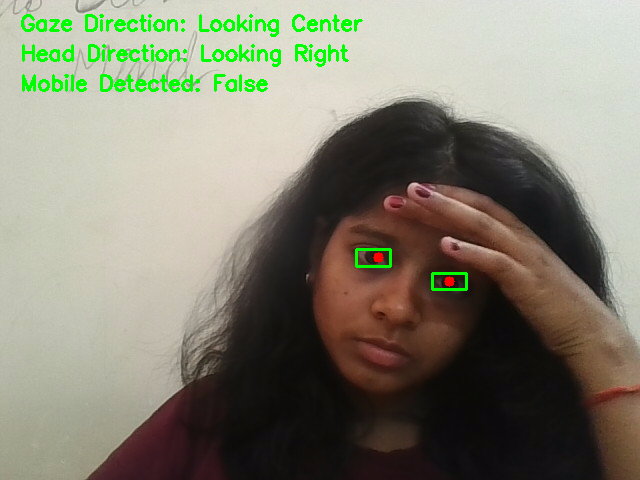 Gaze Direction: Looking Center
Head Direction: Looking Right
Mobile Detected: False